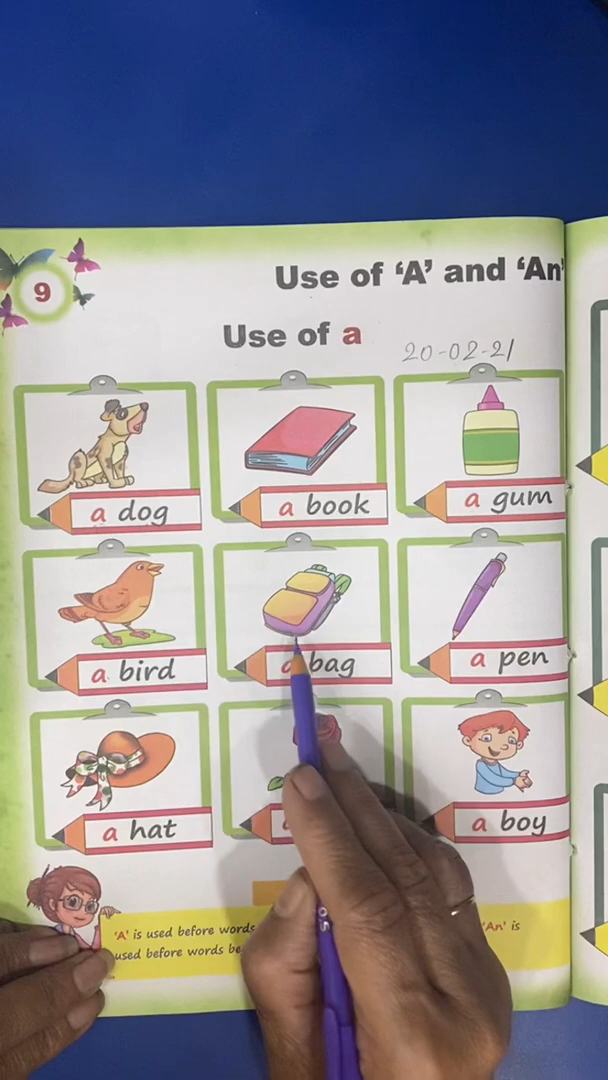 9
Use of 'A' and 'An'
Use of a
20-02-21
a dog
a book
a gum
a bird
a bag
a pen
a hat
a boy
'A' is used before words
'An' is
used before words be
05